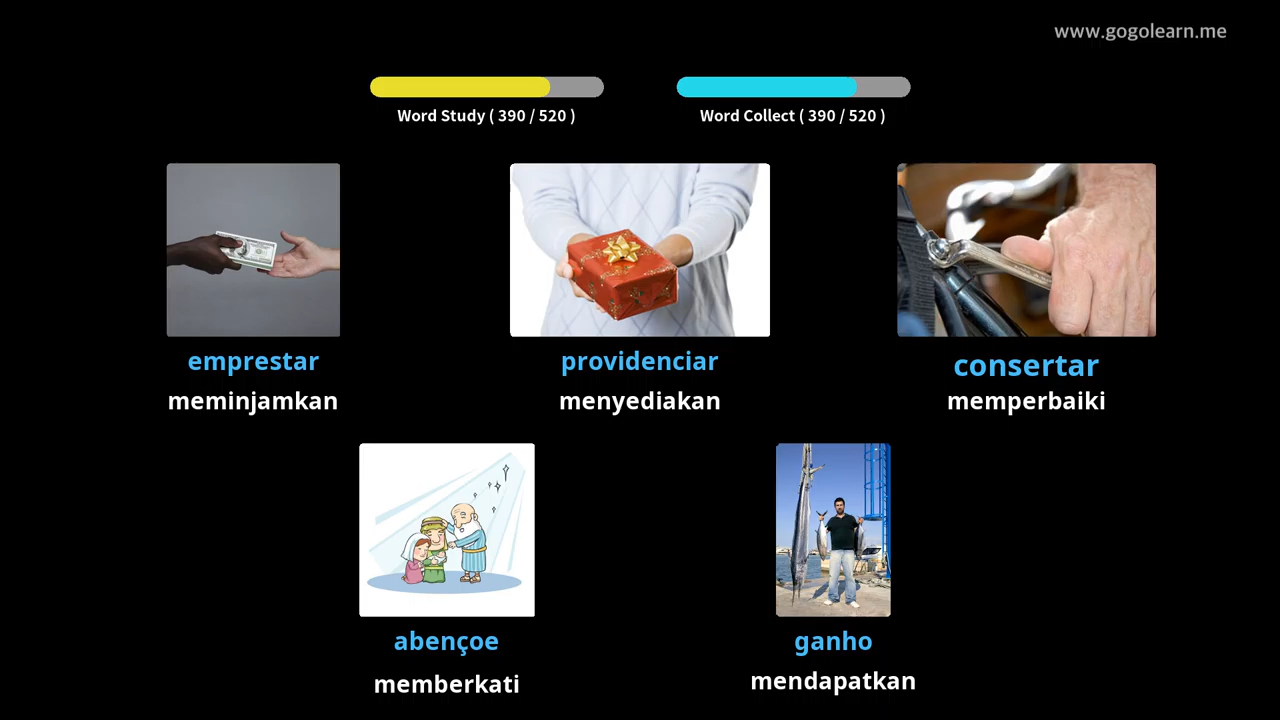 www.gogolearn.me
Word Study ( 390 / 520 )
Word Collect ( 390 / 520 )
emprestar
meminjamkan
providenciar
menyediakan
consertar
memperbaiki
abençoe
memberkati
ganho
mendapatkan